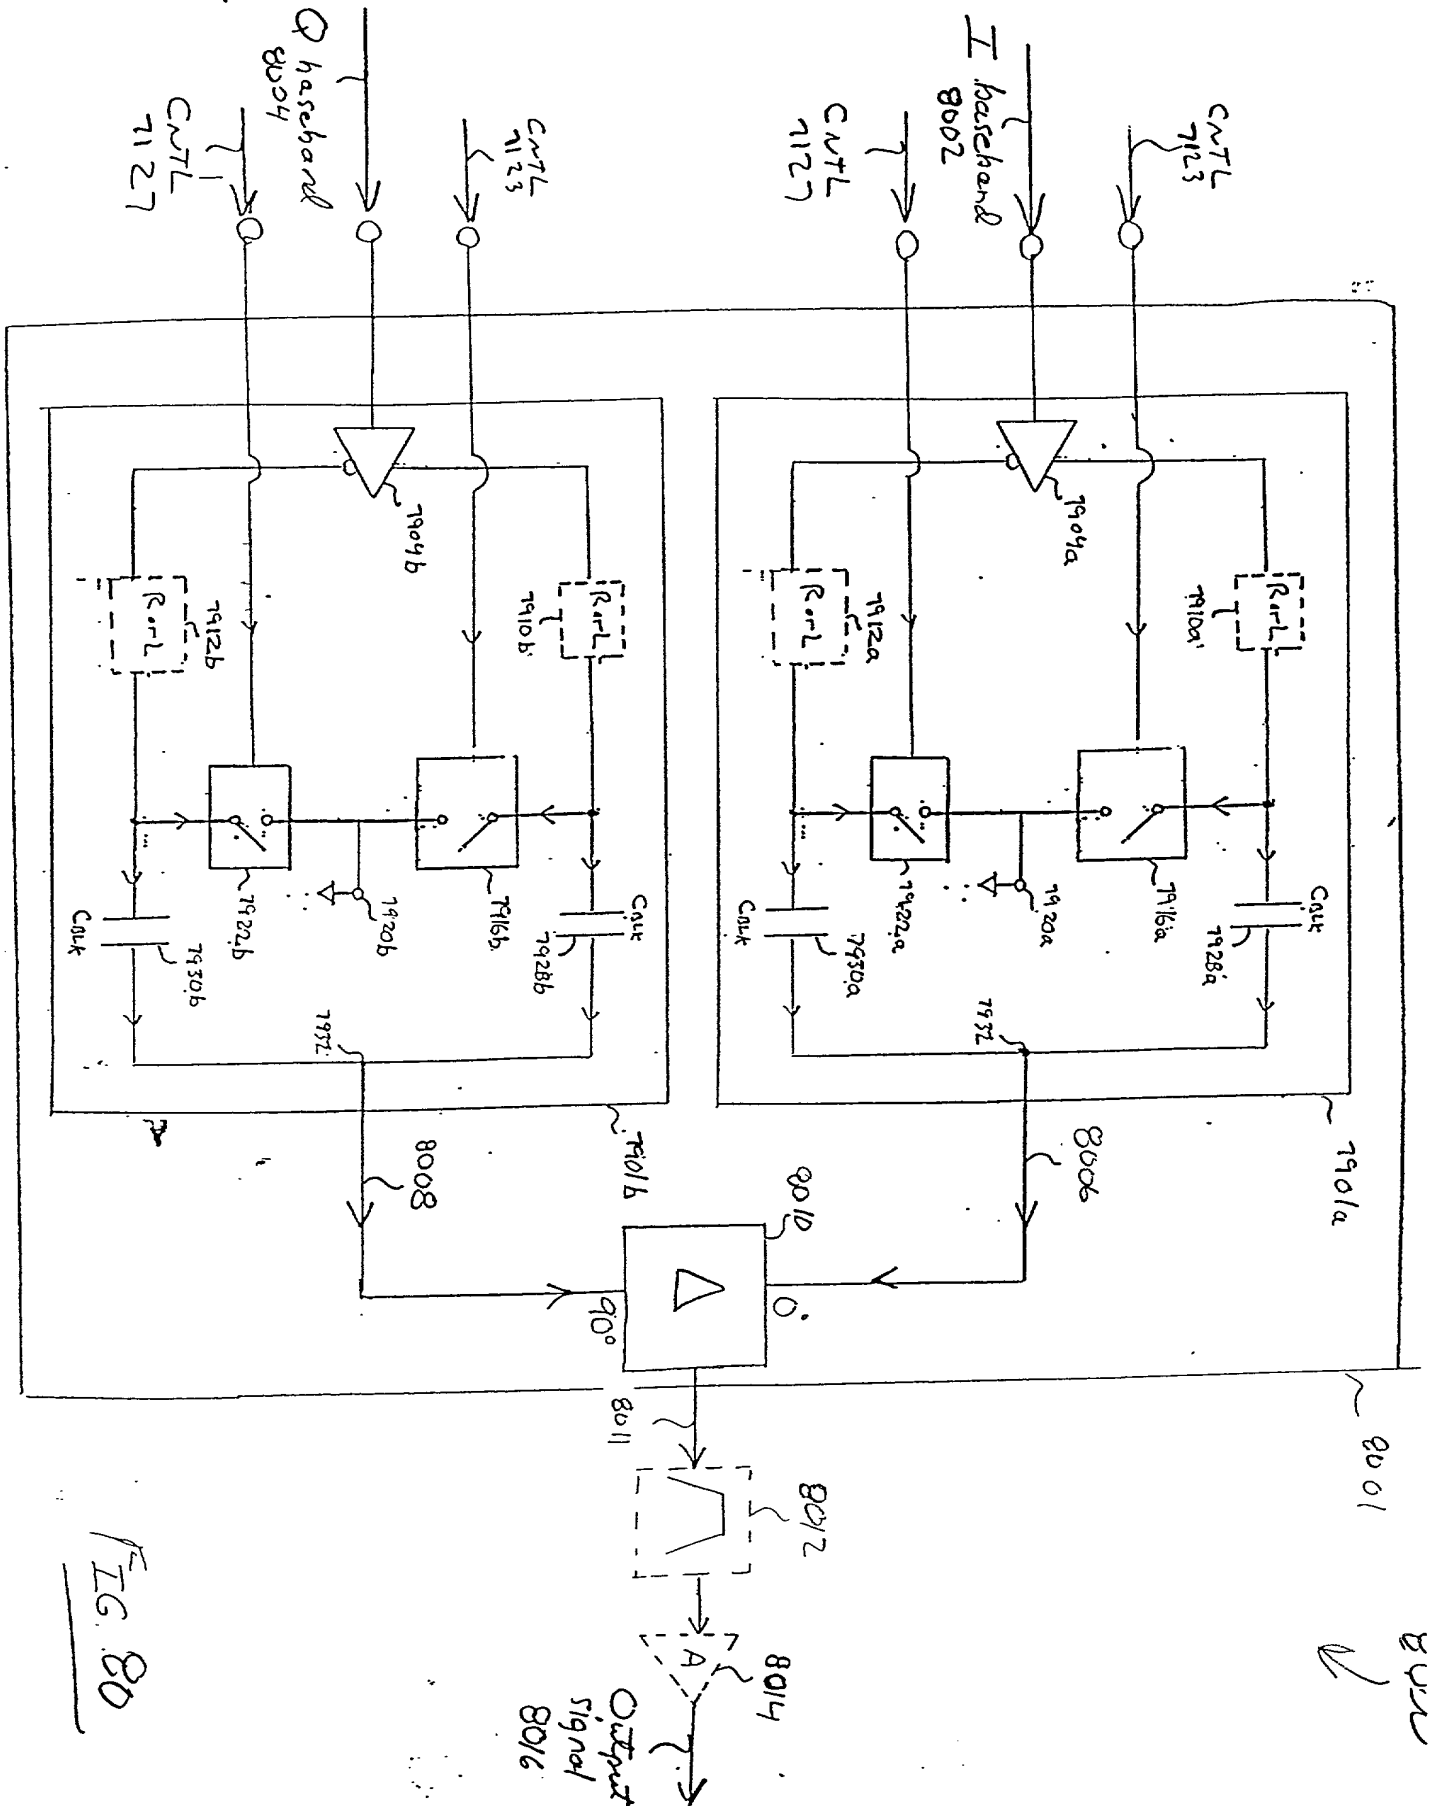 CNTL
7123
I baseband
8002
CNTL
7127
CNTL
7123
Q baseband
8004
CNTL
7127
7904a
R or L
7910a
R or L
7912a
7916a
7920a
7922a
CBLK
7928a
CBLK
7930a
7932
7901a
7904b
R or L
7910b
R or L
7912b
7916b
7920b
7922b
CBLK
7928b
CBLK
7930b
7932
7901b
8006
8008
8010
0°
90°
8001
8011
8012
A
8014
Output
signal
8016
FIG. 80